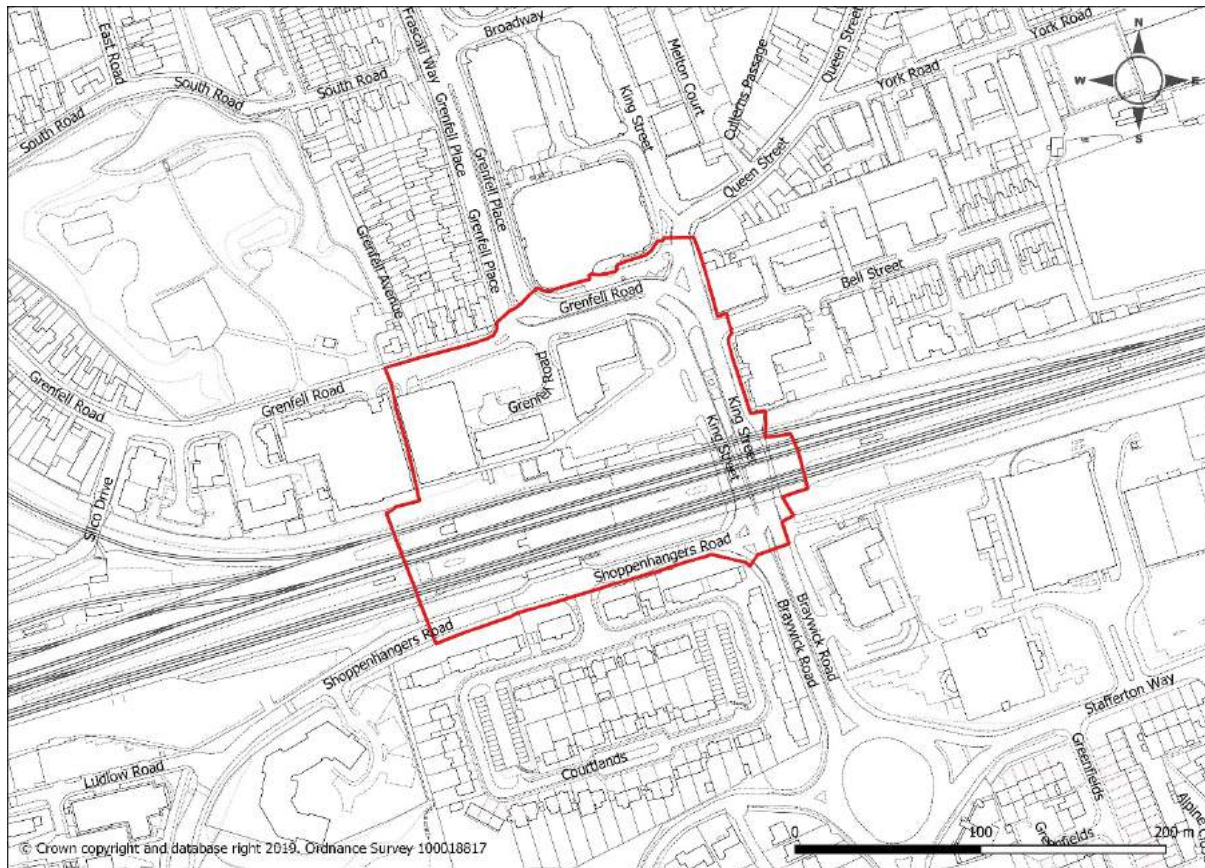 East Road
South Road
South Road
South Road
Frascati Way
Broadway
Grenfell Place
Grenfell Place
Grenfell Place
King Street
Melton Court
Cullerns Passage
Queen Street
Queen Street
York Road
York Road
N
W
E
S
Grenfell Avenue
Bell Street
Grenfell Road
Grenfell Road
Grenfell Road
Grenfell Road
King Street
King Street
Silco Drive
Shoppenhangers Road
Shoppenhangers Road
Braywick Road
Braywick Road
Stafferton Way
Courtlands
Ludlow Road
Greenfields
Greenfields
0
100
200 m
© Crown copyright and database right 2019. Ordnance Survey 100018817